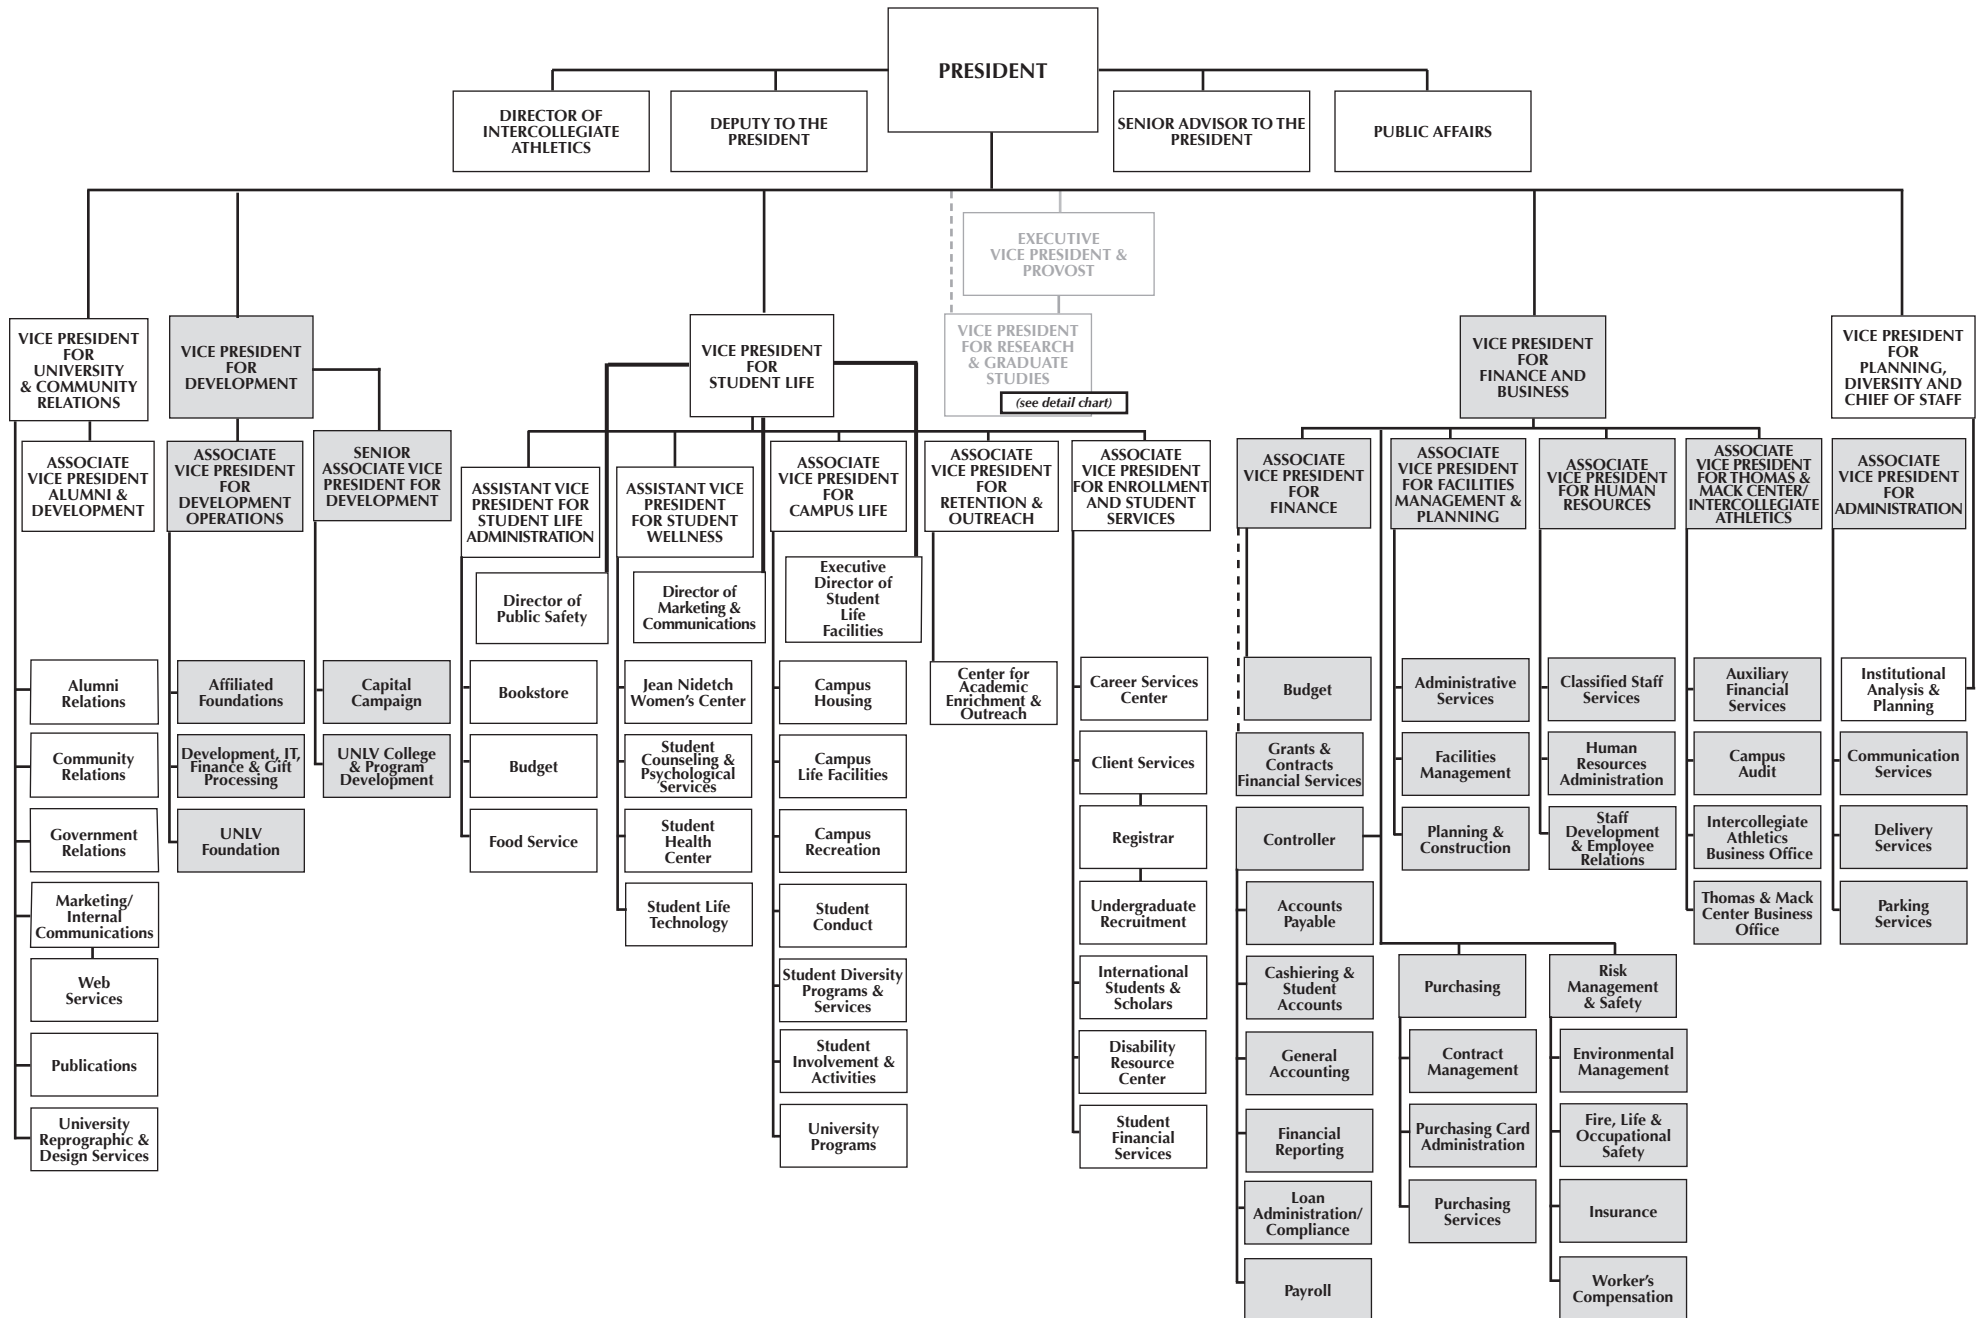 PRESIDENT
DIRECTOR OF
INTERCOLLEGIATE
ATHLETICS
DEPUTY TO THE
PRESIDENT
SENIOR ADVISOR TO THE
PRESIDENT
PUBLIC AFFAIRS
EXECUTIVE
VICE PRESIDENT &
PROVOST
VICE PRESIDENT
FOR
UNIVERSITY
& COMMUNITY
RELATIONS
VICE PRESIDENT
FOR
DEVELOPMENT
VICE PRESIDENT
FOR
STUDENT LIFE
VICE PRESIDENT
FOR RESEARCH
& GRADUATE
STUDIES
(see detail chart)
VICE PRESIDENT
FOR
FINANCE AND
BUSINESS
VICE PRESIDENT
FOR
PLANNING,
DIVERSITY AND
CHIEF OF STAFF
ASSOCIATE
VICE PRESIDENT
ALUMNI &
DEVELOPMENT
ASSOCIATE
VICE PRESIDENT
FOR
DEVELOPMENT
OPERATIONS
SENIOR
ASSOCIATE VICE
PRESIDENT FOR
DEVELOPMENT
ASSISTANT VICE
PRESIDENT FOR
STUDENT LIFE
ADMINISTRATION
ASSISTANT VICE
PRESIDENT
FOR STUDENT
WELLNESS
ASSOCIATE
VICE PRESIDENT
FOR
CAMPUS LIFE
ASSOCIATE
VICE PRESIDENT
FOR
RETENTION &
OUTREACH
ASSOCIATE
VICE PRESIDENT
FOR ENROLLMENT
AND STUDENT
SERVICES
ASSOCIATE
VICE PRESIDENT
FOR
FINANCE
ASSOCIATE
VICE PRESIDENT
FOR FACILITIES
MANAGEMENT &
PLANNING
ASSOCIATE
VICE PRESIDENT
FOR HUMAN
RESOURCES
ASSOCIATE
VICE PRESIDENT
FOR THOMAS &
MACK CENTER/
INTERCOLLEGIATE
ATHLETICS
ASSOCIATE
VICE PRESIDENT
FOR
ADMINISTRATION
Director of
Public Safety
Director of
Marketing &
Communications
Executive
Director of
Student
Life
Facilities
Alumni
Relations
Community
Relations
Government
Relations
Marketing/
Internal
Communications
Web
Services
Publications
University
Reprographic &
Design Services
Affiliated
Foundations
Development, IT,
Finance & Gift
Processing
UNLV
Foundation
Capital
Campaign
UNLV College
& Program
Development
Bookstore
Budget
Food Service
Jean Nidetch
Women's Center
Student
Counseling &
Psychological
Services
Student
Health
Center
Student Life
Technology
Campus
Housing
Campus
Life Facilities
Campus
Recreation
Student
Conduct
Student Diversity
Programs &
Services
Student
Involvement &
Activities
University
Programs
Center for
Academic
Enrichment &
Outreach
Career Services
Center
Client Services
Registrar
Undergraduate
Recruitment
International
Students &
Scholars
Disability
Resource
Center
Student
Financial
Services
Budget
Grants &
Contracts
Financial Services
Controller
Accounts
Payable
Cashiering &
Student
Accounts
General
Accounting
Financial
Reporting
Loan
Administration/
Compliance
Payroll
Administrative
Services
Facilities
Management
Planning &
Construction
Purchasing
Contract
Management
Purchasing Card
Administration
Purchasing
Services
Classified Staff
Services
Human
Resources
Administration
Staff
Development
& Employee
Relations
Risk
Management
& Safety
Environmental
Management
Fire, Life &
Occupational
Safety
Insurance
Worker's
Compensation
Auxiliary
Financial
Services
Campus
Audit
Intercollegiate
Athletics
Business Office
Thomas & Mack
Center Business
Office
Institutional
Analysis &
Planning
Communication
Services
Delivery
Services
Parking
Services